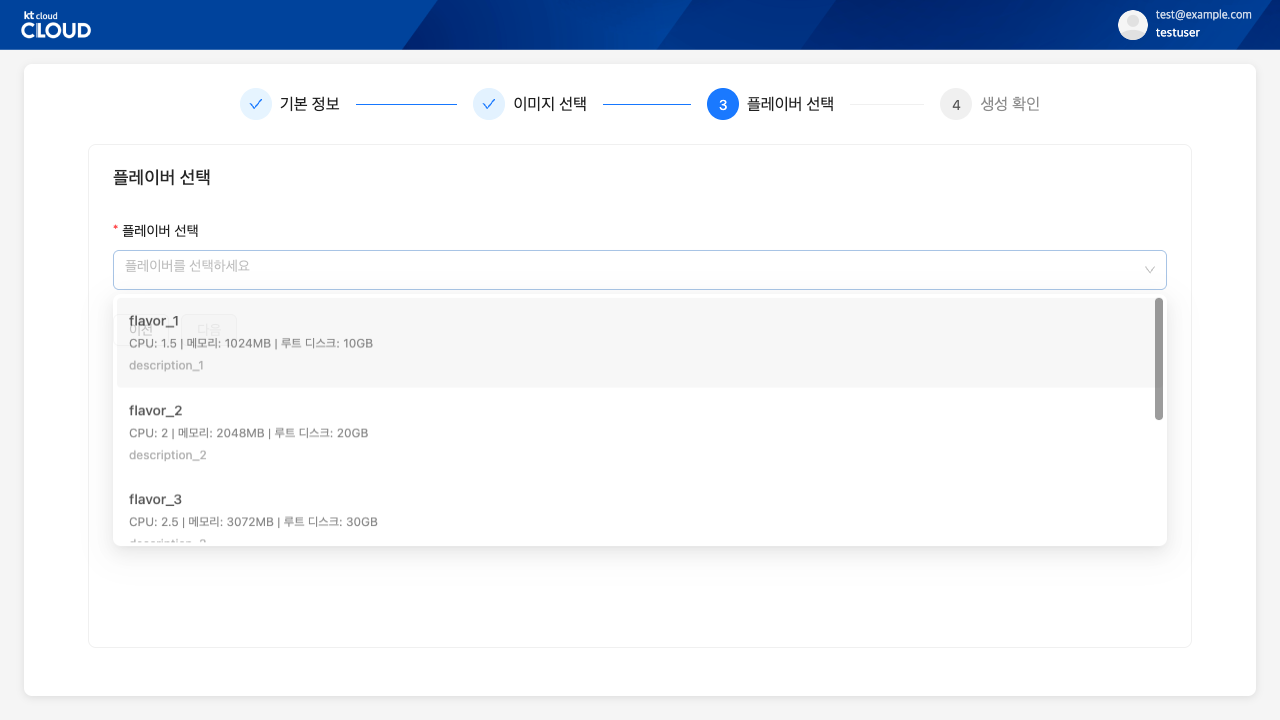 kt cloud
CLOUD
test@example.com
testuser
기본 정보
이미지 선택
3 플레이버 선택
4 생성 확인
플레이버 선택
* 플레이버 선택
플레이버를 선택하세요
이전 다음
flavor_1
CPU: 1.5 | 메모리: 1024MB | 루트 디스크: 10GB
description_1
flavor_2
CPU: 2 | 메모리: 2048MB | 루트 디스크: 20GB
description_2
flavor_3
CPU: 2.5 | 메모리: 3072MB | 루트 디스크: 30GB